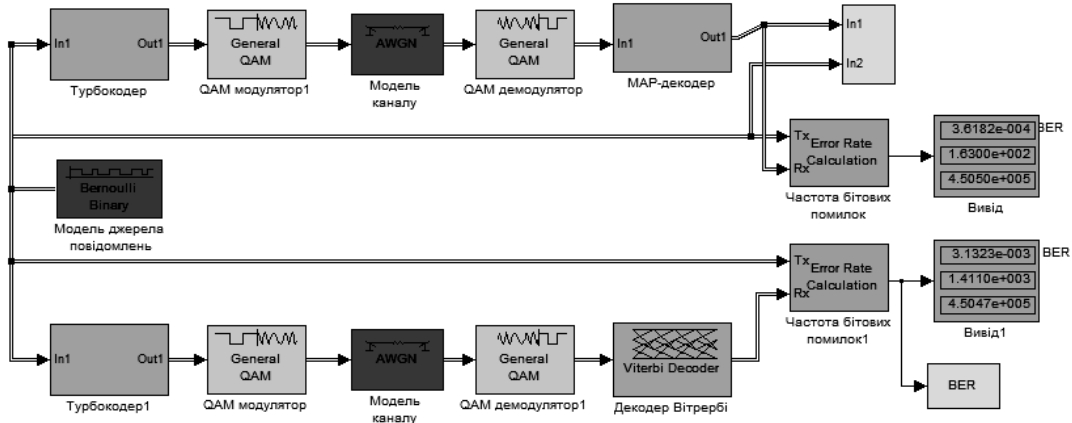 In1
Out1
Турбокодер
General
QAM
QAM модулятор1
AWGN
Модель
каналу
General
QAM
QAM демодулятор
In1
Out1
MAP-декодер
In1
In2
Bernoulli
Binary
Модель джерела
повідомлень
Tx
Rx
Error Rate
Calculation
Частота бітових
помилок
3.6182e-004
1.6300e+002
4.5050e+005
BER
Вивід
Tx
Rx
Error Rate
Calculation
Частота бітових
помилок1
3.1323e-003
1.4110e+003
4.5047e+005
BER
Вивід1
In1
Out1
Турбокодер1
General
QAM
QAM модулятор
AWGN
Модель
каналу
General
QAM
QAM демодулятор1
Viterbi Decoder
Декодер Вітрербі
BER